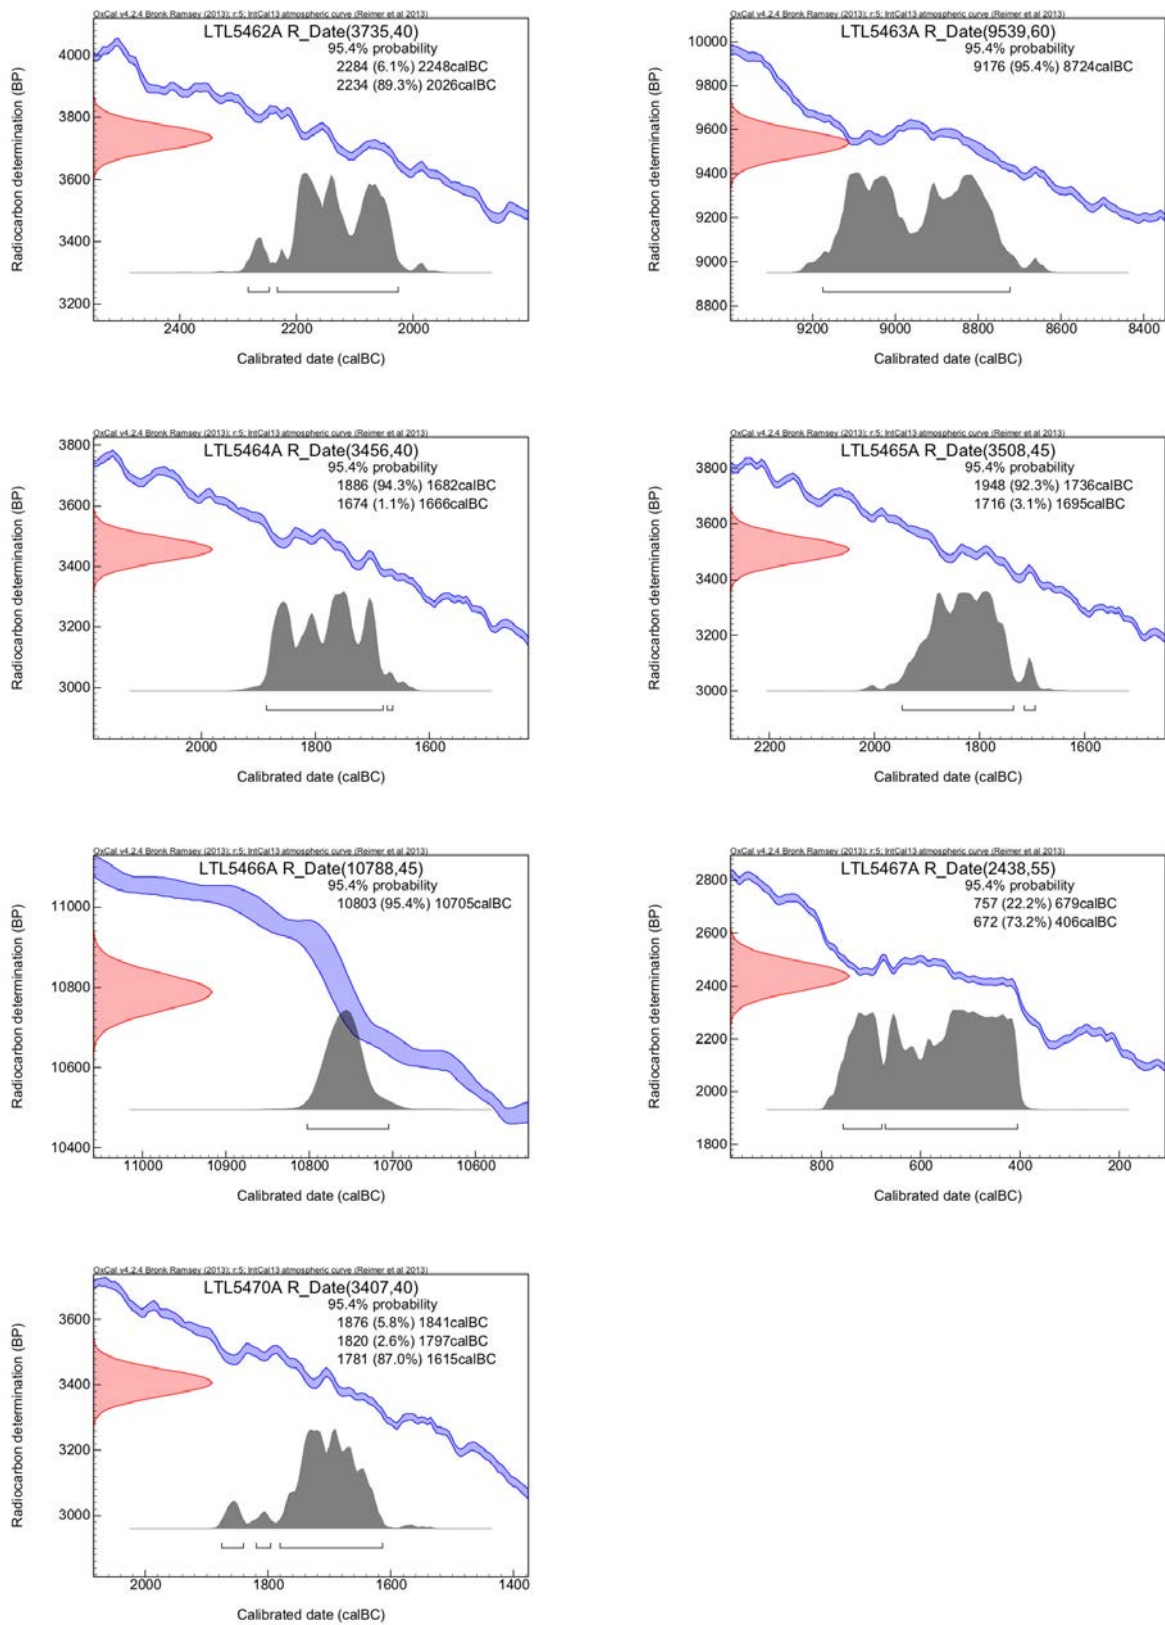 OxCal v4.2.4 Bronk Ramsey (2013); r:5; IntCal13 atmospheric curve (Reimer et al 2013)
LTL5462A R_Date(3735,40)
95.4% probability
2284 (6.1%) 2248calBC
2234 (89.3%) 2026calBC
Radiocarbon determination (BP)
4000
3800
3600
3400
3200
2400 2200 2000
Calibrated date (calBC)
OxCal v4.2.4 Bronk Ramsey (2013); r:5; IntCal13 atmospheric curve (Reimer et al 2013)
LTL5463A R_Date(9539,60)
95.4% probability
9176 (95.4%) 8724calBC
Radiocarbon determination (BP)
10000
9800
9600
9400
9200
9000
8800
9200 9000 8800 8600 8400
Calibrated date (calBC)
OxCal v4.2.4 Bronk Ramsey (2013); r:5; IntCal13 atmospheric curve (Reimer et al 2013)
LTL5464A R_Date(3456,40)
95.4% probability
1886 (94.3%) 1682calBC
1674 (1.1%) 1666calBC
Radiocarbon determination (BP)
3800
3600
3400
3200
3000
2000 1800 1600
Calibrated date (calBC)
OxCal v4.2.4 Bronk Ramsey (2013); r:5; IntCal13 atmospheric curve (Reimer et al 2013)
LTL5465A R_Date(3508,45)
95.4% probability
1948 (92.3%) 1736calBC
1716 (3.1%) 1695calBC
Radiocarbon determination (BP)
3800
3600
3400
3200
3000
2200 2000 1800 1600
Calibrated date (calBC)
OxCal v4.2.4 Bronk Ramsey (2013); r:5; IntCal13 atmospheric curve (Reimer et al 2013)
LTL5466A R_Date(10788,45)
95.4% probability
10803 (95.4%) 10705calBC
Radiocarbon determination (BP)
11000
10800
10600
10400
11000 10900 10800 10700 10600
Calibrated date (calBC)
OxCal v4.2.4 Bronk Ramsey (2013); r:5; IntCal13 atmospheric curve (Reimer et al 2013)
LTL5467A R_Date(2438,55)
95.4% probability
757 (22.2%) 679calBC
672 (73.2%) 406calBC
Radiocarbon determination (BP)
2800
2600
2400
2200
2000
1800
800 600 400 200
Calibrated date (calBC)
OxCal v4.2.4 Bronk Ramsey (2013); r:5; IntCal13 atmospheric curve (Reimer et al 2013)
LTL5470A R_Date(3407,40)
95.4% probability
1876 (5.8%) 1841calBC
1820 (2.6%) 1797calBC
1781 (87.0%) 1615calBC
Radiocarbon determination (BP)
3600
3400
3200
3000
2000 1800 1600 1400
Calibrated date (calBC)